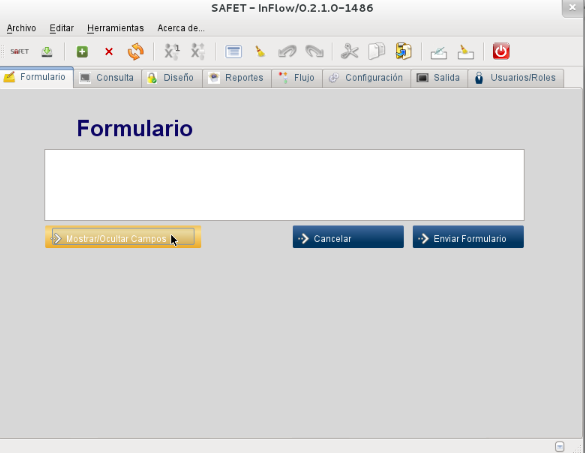 SAFET – InFlow/0.2.1.0-1486
Archivo Editar Herramientas Acerca de...
SAFET
Formulario Consulta Diseño Reportes Flujo Configuración Salida Usuarios/Roles
Formulario
Mostrar/Ocultar Campos Cancelar Enviar Formulario